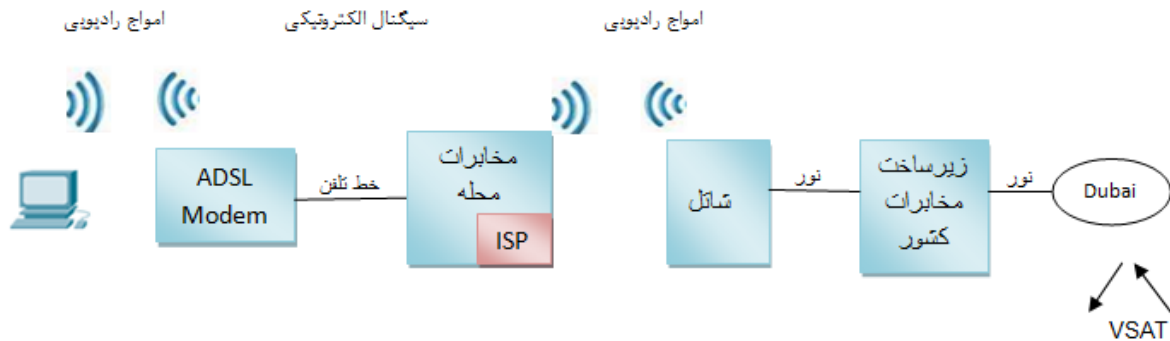 امواج رادیویی
سیگنال الکترونیکی
امواج رادیویی
ADSL
Modem
خط تلفن
مخابرات
محله
ISP
شاتل
نور
زیرساخت
مخابرات
کشور
نور
Dubai
VSAT